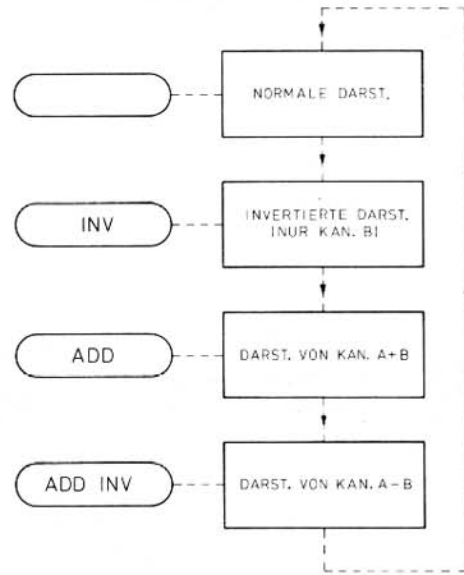 NORMALE DARST.
INV
INVERTIERTE DARST.
(NUR KAN. B)
ADD
DARST. VON KAN. A+B
ADD INV
DARST. VON KAN. A–B